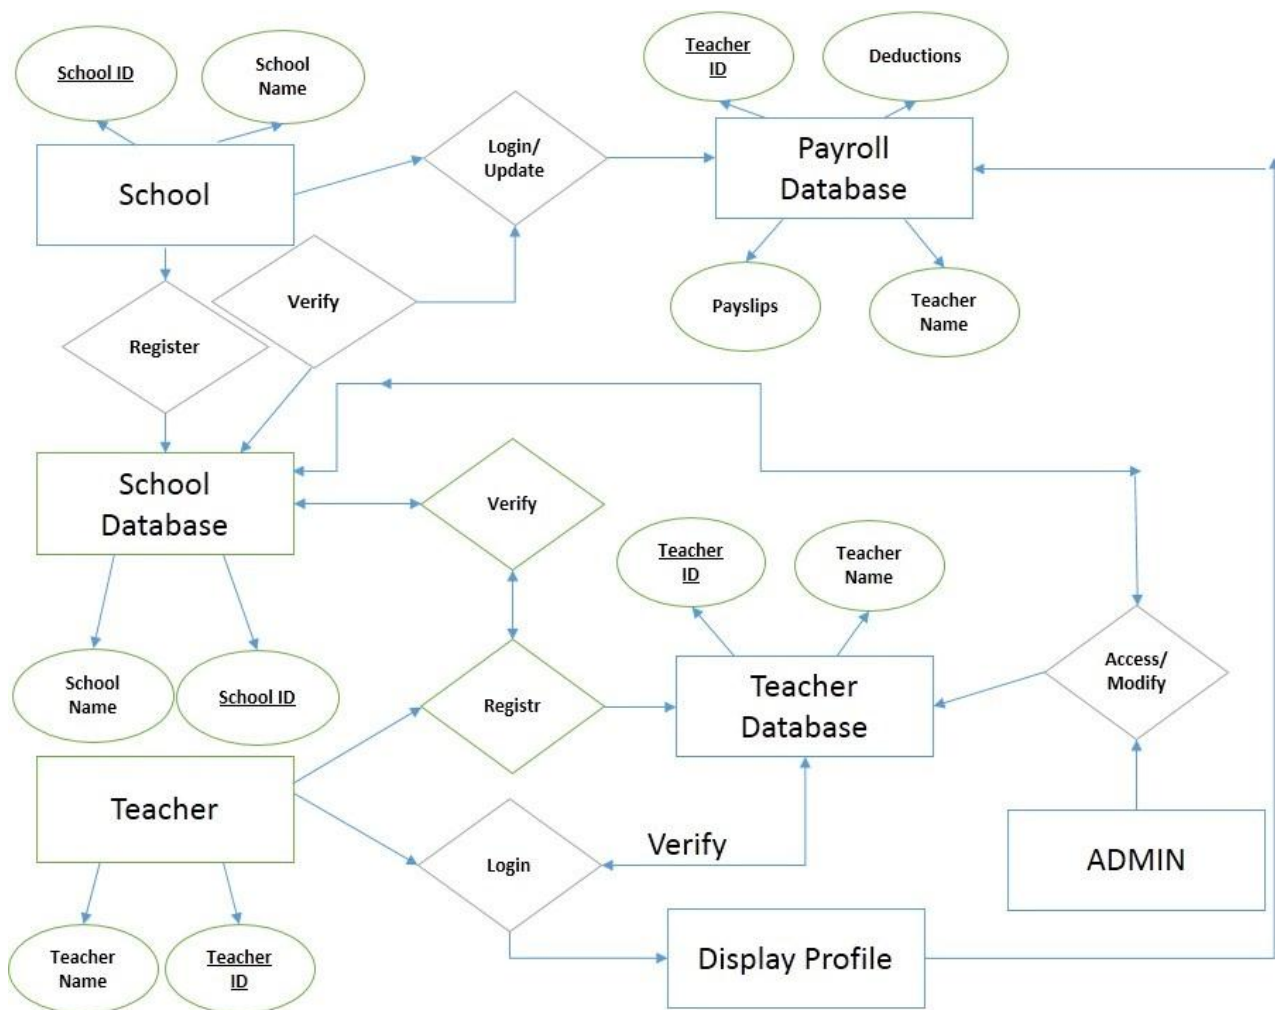 School ID
School
Name
Teacher
ID
Deductions
School
Login/
Update
Payroll
Database
Register
Verify
Payslips
Teacher
Name
School
Database
Verify
Teacher
ID
Teacher
Name
School
Name
School ID
Registr
Teacher
Database
Access/
Modify
Teacher
Login
Verify
ADMIN
Teacher
Name
Teacher
ID
Display Profile